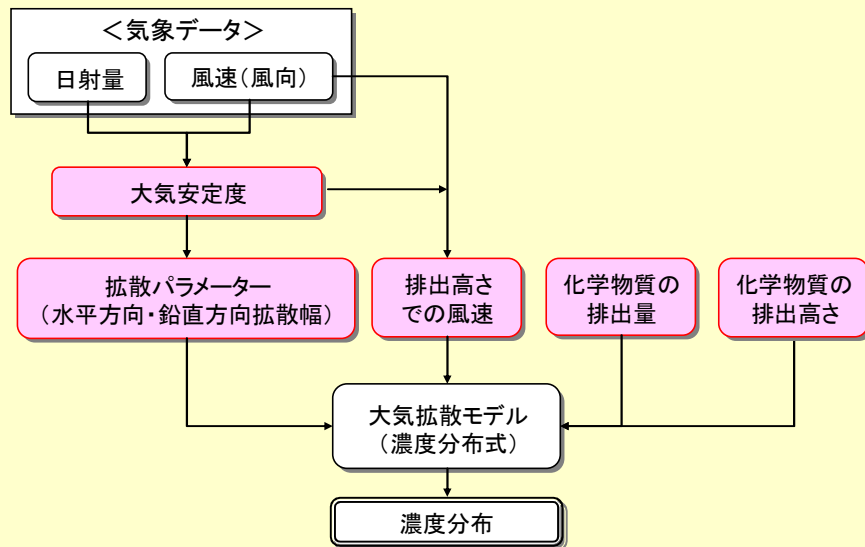 <気象データ>
日射量
風速(風向)
大気安定度
拡散パラメーター
(水平方向・鉛直方向拡散幅)
排出高さ
での風速
化学物質の
排出量
化学物質の
排出高さ
大気拡散モデル
(濃度分布式)
濃度分布